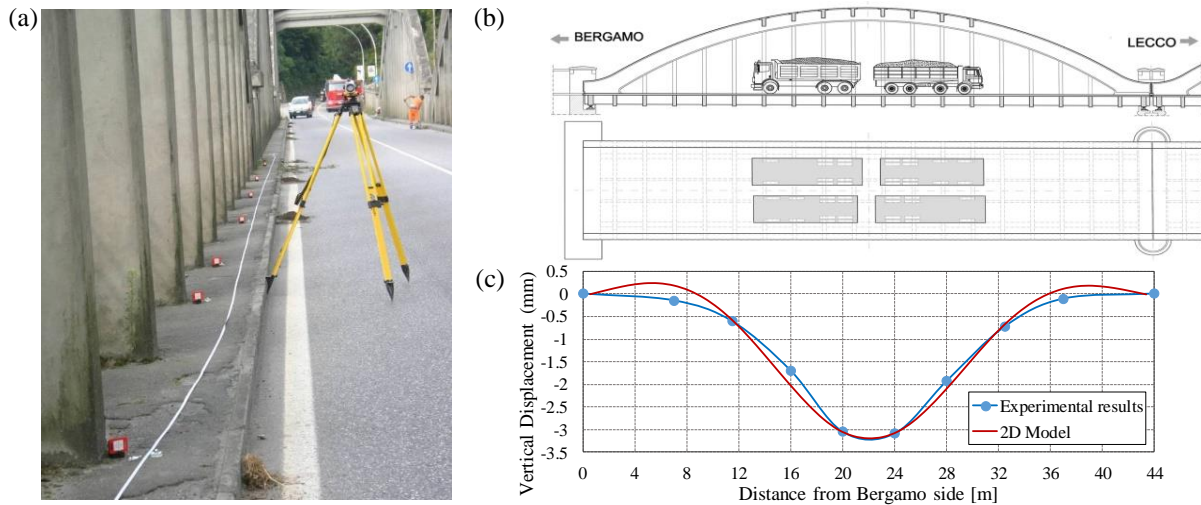 (a)
(b)
BERGAMO
LECCO
(c)
Vertical Displacement (mm)
0.5
0
-0.5
-1
-1.5
-2
-2.5
-3
-3.5
Experimental results
2D Model
0 4 8 12 16 20 24 28 32 36 40 44
Distance from Bergamo side [m]